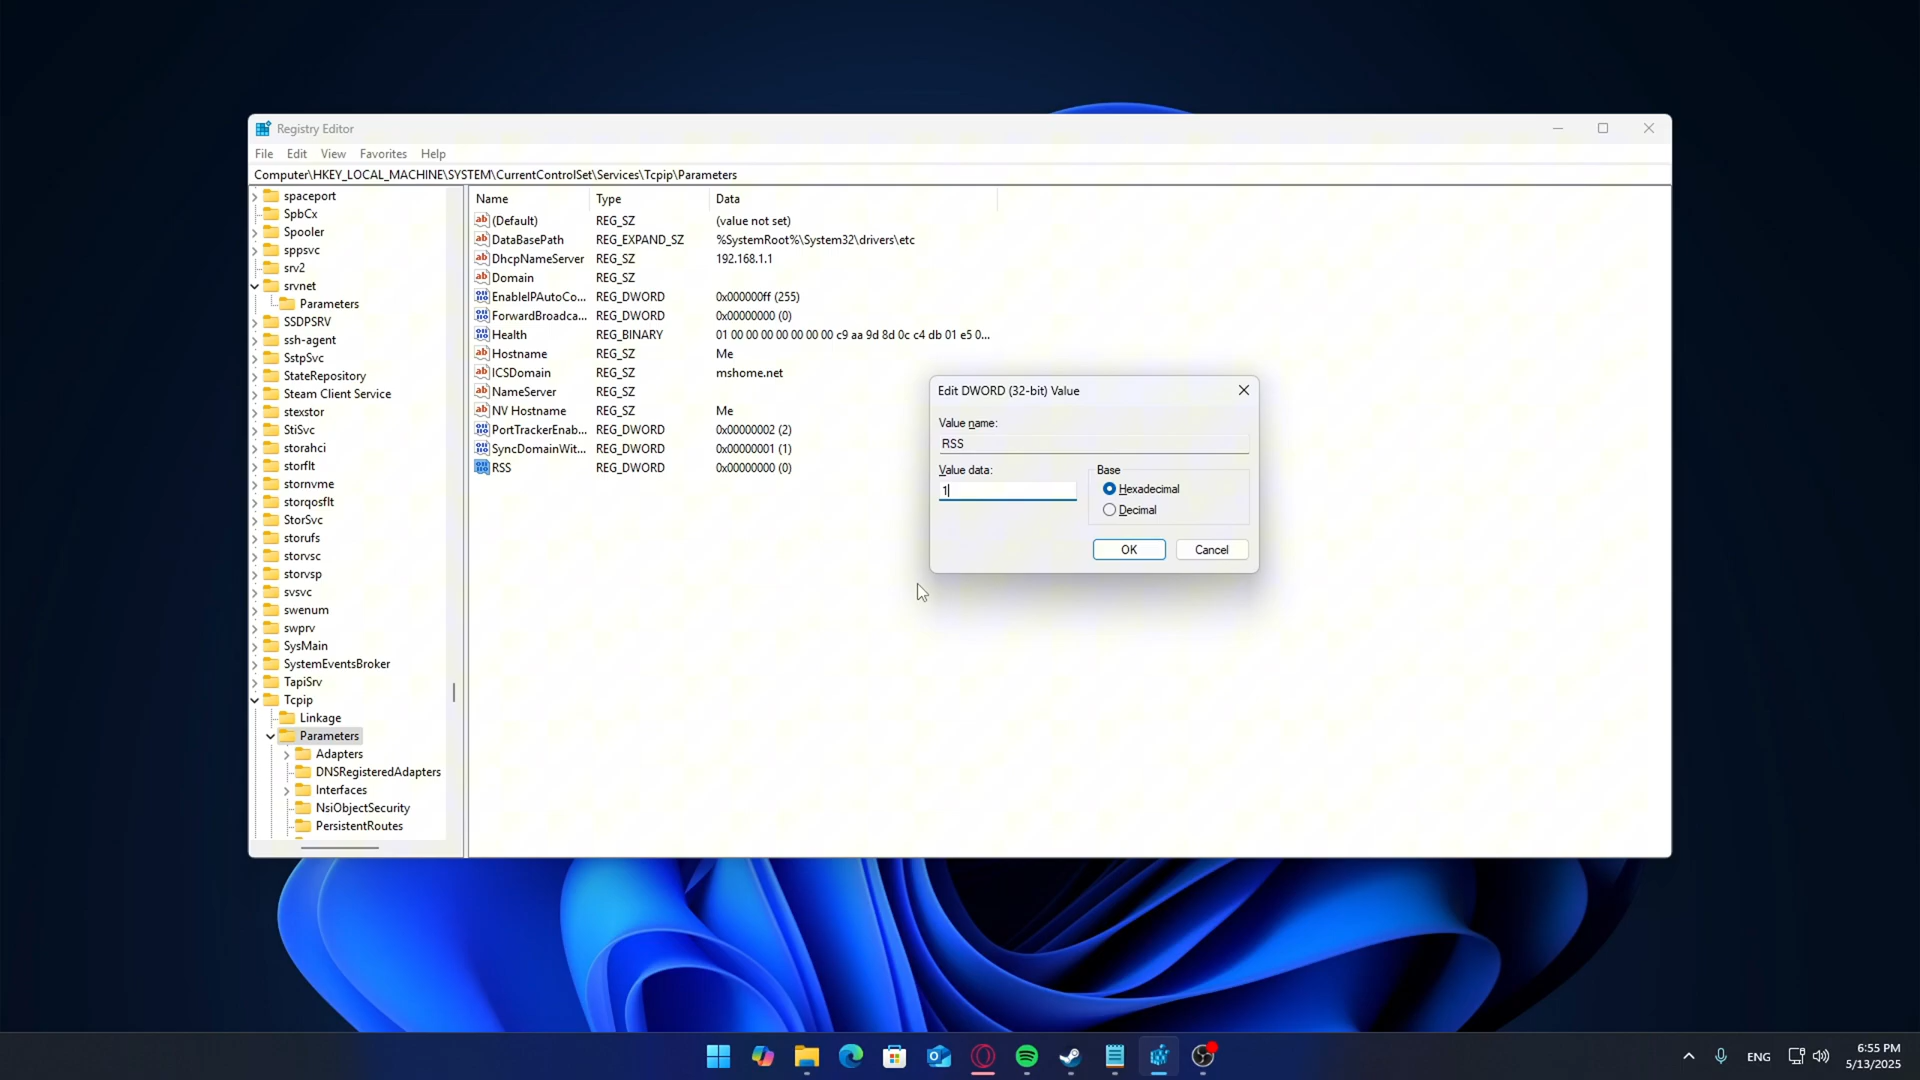 Registry Editor
File Edit View Favorites Help
Computer\HKEY_LOCAL_MACHINE\SYSTEM\CurrentControlSet\Services\Tcpip\Parameters
spaceport
SpbCx
Spooler
sppsvc
srv2
srvnet
Parameters
SSDPSRV
ssh-agent
SstpSvc
StateRepository
Steam Client Service
stexstor
StiSvc
storahci
storflt
stornvme
storqosflt
StorSvc
storufs
storvsc
storvsp
svsvc
swenum
swprv
SysMain
SystemEventsBroker
TapiSrv
Tcpip
Linkage
Parameters
Adapters
DNSRegisteredAdapters
Interfaces
NsiObjectSecurity
PersistentRoutes
Name Type Data
(Default) REG_SZ (value not set)
DataBasePath REG_EXPAND_SZ %SystemRoot%\System32\drivers\etc
DhcpNameServer REG_SZ 192.168.1.1
Domain REG_SZ
EnableIPAutoCo... REG_DWORD 0x000000ff (255)
ForwardBroadca... REG_DWORD 0x00000000 (0)
Health REG_BINARY 01 00 00 00 00 00 00 00 c9 aa 9d 8d 0c c4 db 01 e5 0...
Hostname REG_SZ Me
ICSDomain REG_SZ mshome.net
NameServer REG_SZ
NV Hostname REG_SZ Me
PortTrackerEnab... REG_DWORD 0x00000002 (2)
SyncDomainWit... REG_DWORD 0x00000001 (1)
RSS REG_DWORD 0x00000000 (0)
Edit DWORD (32-bit) Value
Value name:
RSS
Value data:
1
Base
Hexadecimal
Decimal
OK Cancel
ENG
6:55 PM
5/13/2025